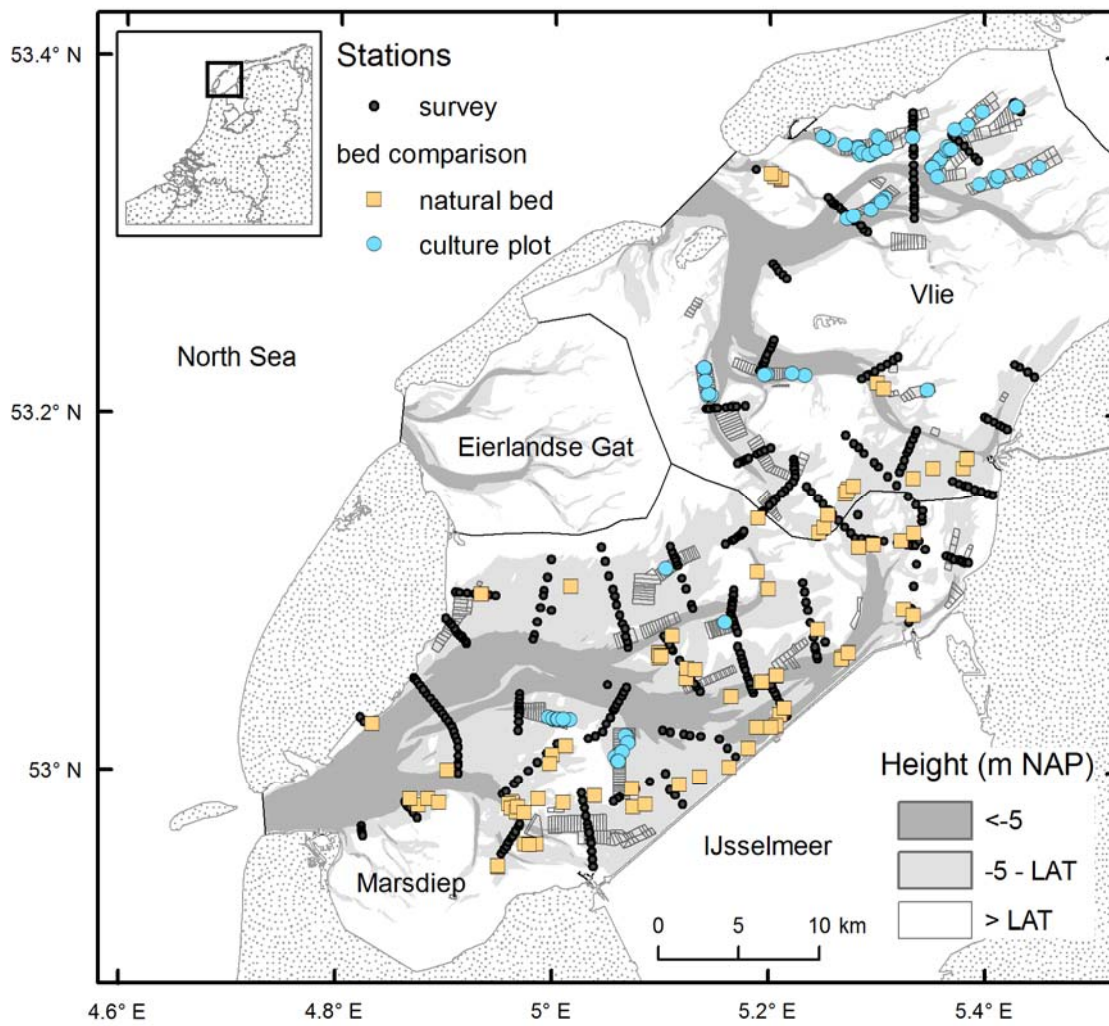 53.4° N
53.2° N
53° N
Stations
survey
bed comparison
natural bed
culture plot
North Sea
Vlie
Eierlandse Gat
Marsdiep
IJsselmeer
0 5 10 km
Height (m NAP)
<-5
-5 - LAT
> LAT
4.6° E 4.8° E 5° E 5.2° E 5.4° E